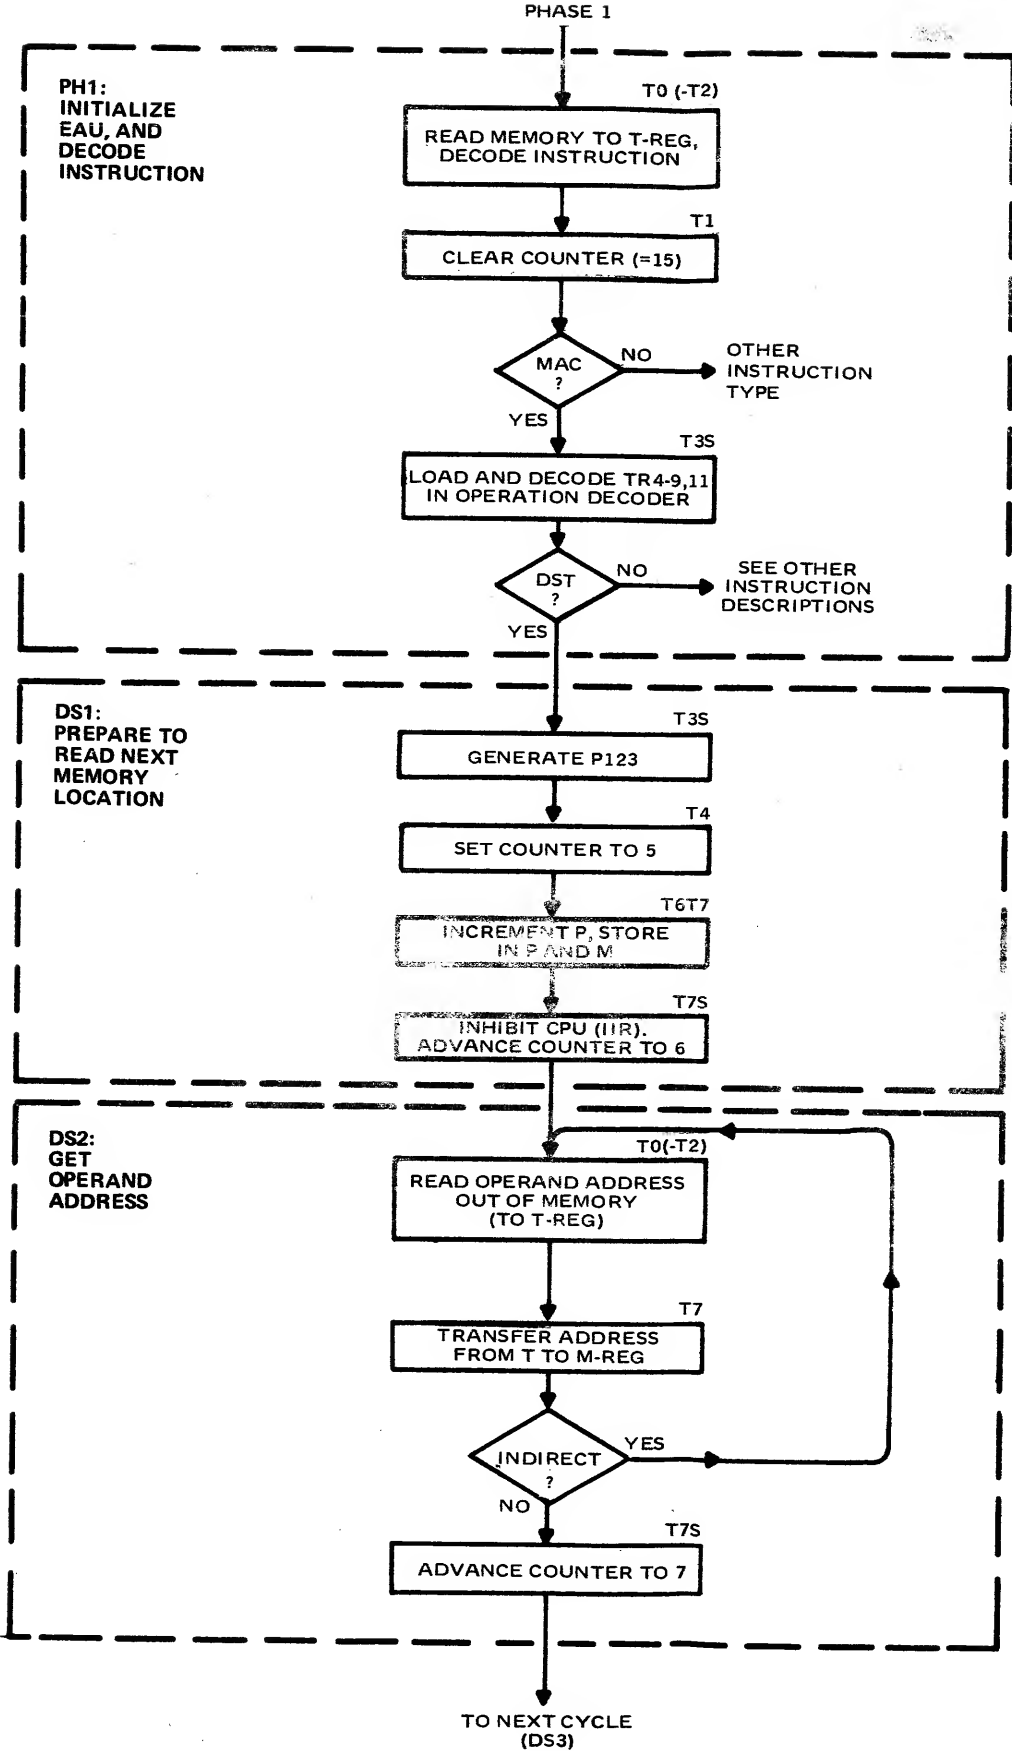 PHASE 1
PH1:
INITIALIZE
EAU, AND
DECODE
INSTRUCTION
T0 (-T2)
READ MEMORY TO T-REG,
DECODE INSTRUCTION
T1
CLEAR COUNTER (=15)
MAC
?
NO
OTHER
INSTRUCTION
TYPE
YES
T3S
LOAD AND DECODE TR4-9,11
IN OPERATION DECODER
DST
?
NO
SEE OTHER
INSTRUCTION
DESCRIPTIONS
YES
DS1:
PREPARE TO
READ NEXT
MEMORY
LOCATION
T3S
GENERATE P123
T4
SET COUNTER TO 5
T6T7
INCREMENT P, STORE
IN P AND M
T7S
INHIBIT CPU (IIR).
ADVANCE COUNTER TO 6
DS2:
GET
OPERAND
ADDRESS
T0(-T2)
READ OPERAND ADDRESS
OUT OF MEMORY
(TO T-REG)
T7
TRANSFER ADDRESS
FROM T TO M-REG
INDIRECT
?
YES
NO
T7S
ADVANCE COUNTER TO 7
TO NEXT CYCLE
(DS3)